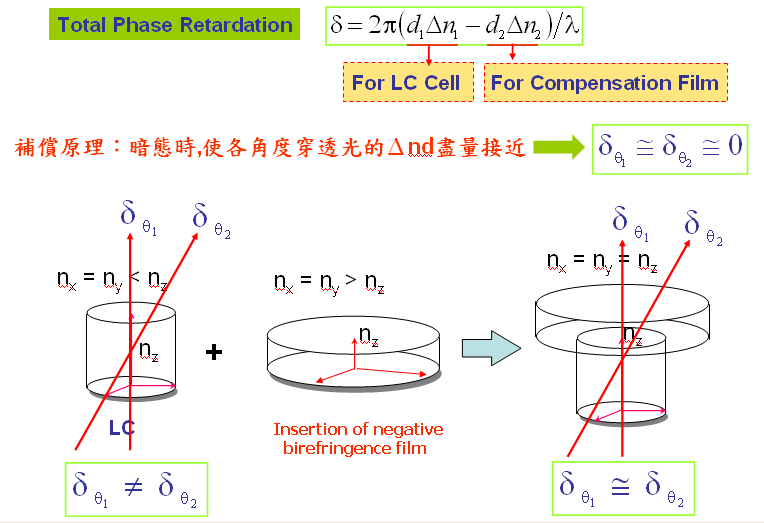 Total Phase Retardation
δ=2π(d₁Δn₁−d₂Δn₂)/λ
For LC Cell
For Compensation Film
補償原理：暗態時,使各角度穿透光的Δnd盡量接近
δθ₁ ≅ δθ₂ ≅ 0
δθ₁
δθ₂
nx = ny < nz
nz
LC
δθ₁ ≠ δθ₂
+
nx = ny > nz
nz
Insertion of negative
birefringence film
δθ₁
δθ₂
nx = ny = nz
nz
δθ₁ ≅ δθ₂